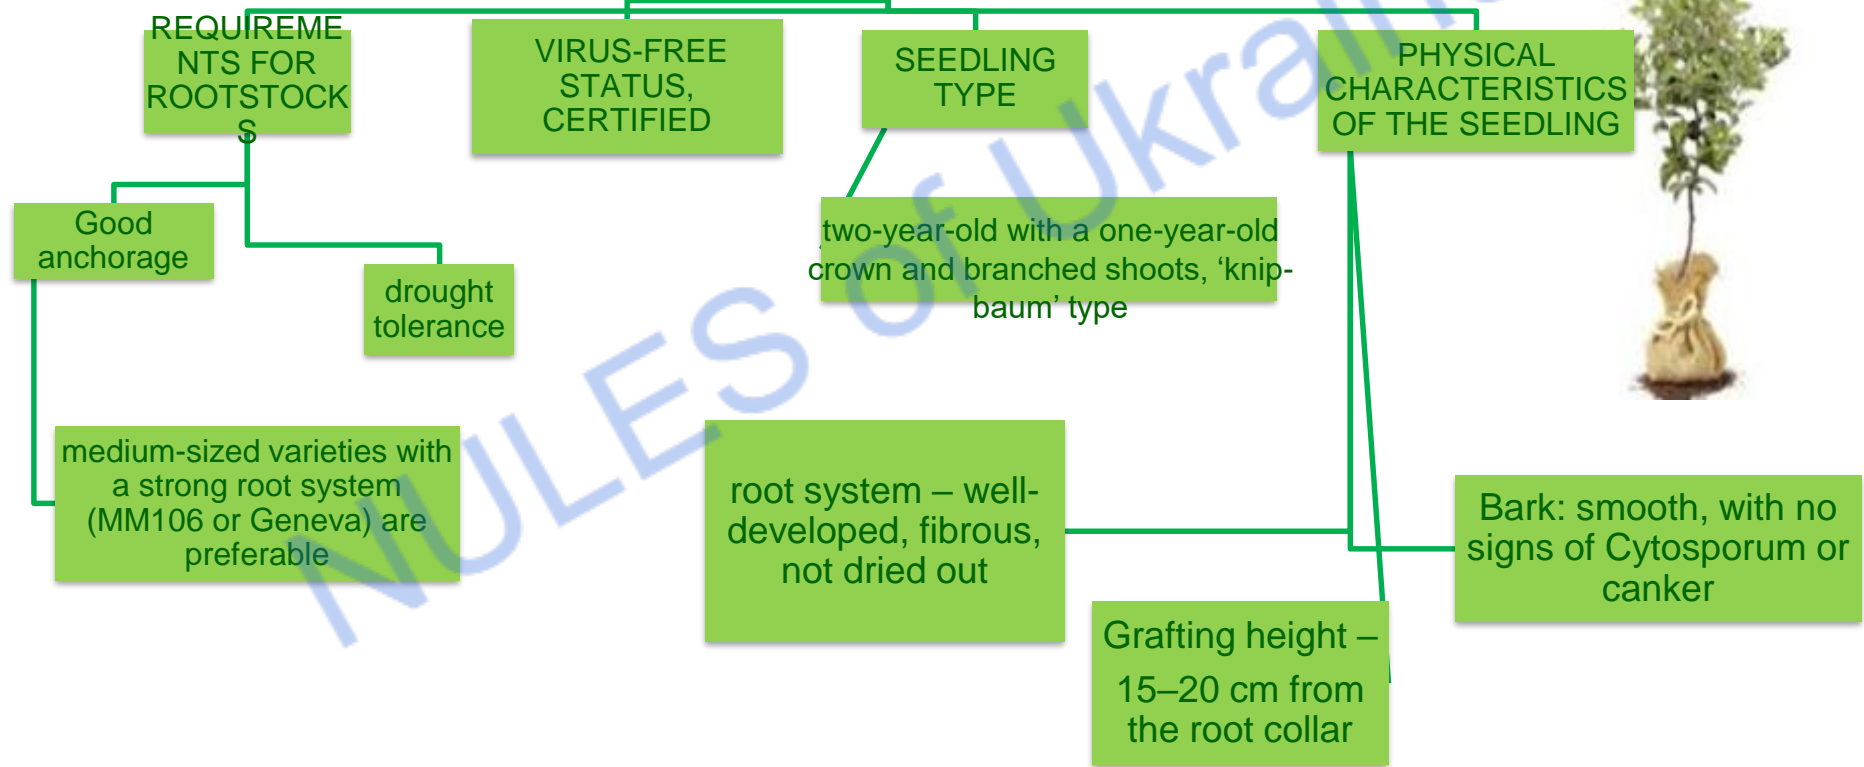 REQUIREME
NTS FOR
ROOTSTOCK
S
VIRUS-FREE
STATUS,
CERTIFIED
SEEDLING
TYPE
PHYSICAL
CHARACTERISTICS
OF THE SEEDLING
Good
anchorage
drought
tolerance
two-year-old with a one-year-old
crown and branched shoots, ‘knip-
baum’ type
medium-sized varieties with
a strong root system
(MM106 or Geneva) are
preferable
root system – well-
developed, fibrous,
not dried out
Grafting height –
15–20 cm from
the root collar
Bark: smooth, with no
signs of Cytosporum or
canker
NULES of Ukraine